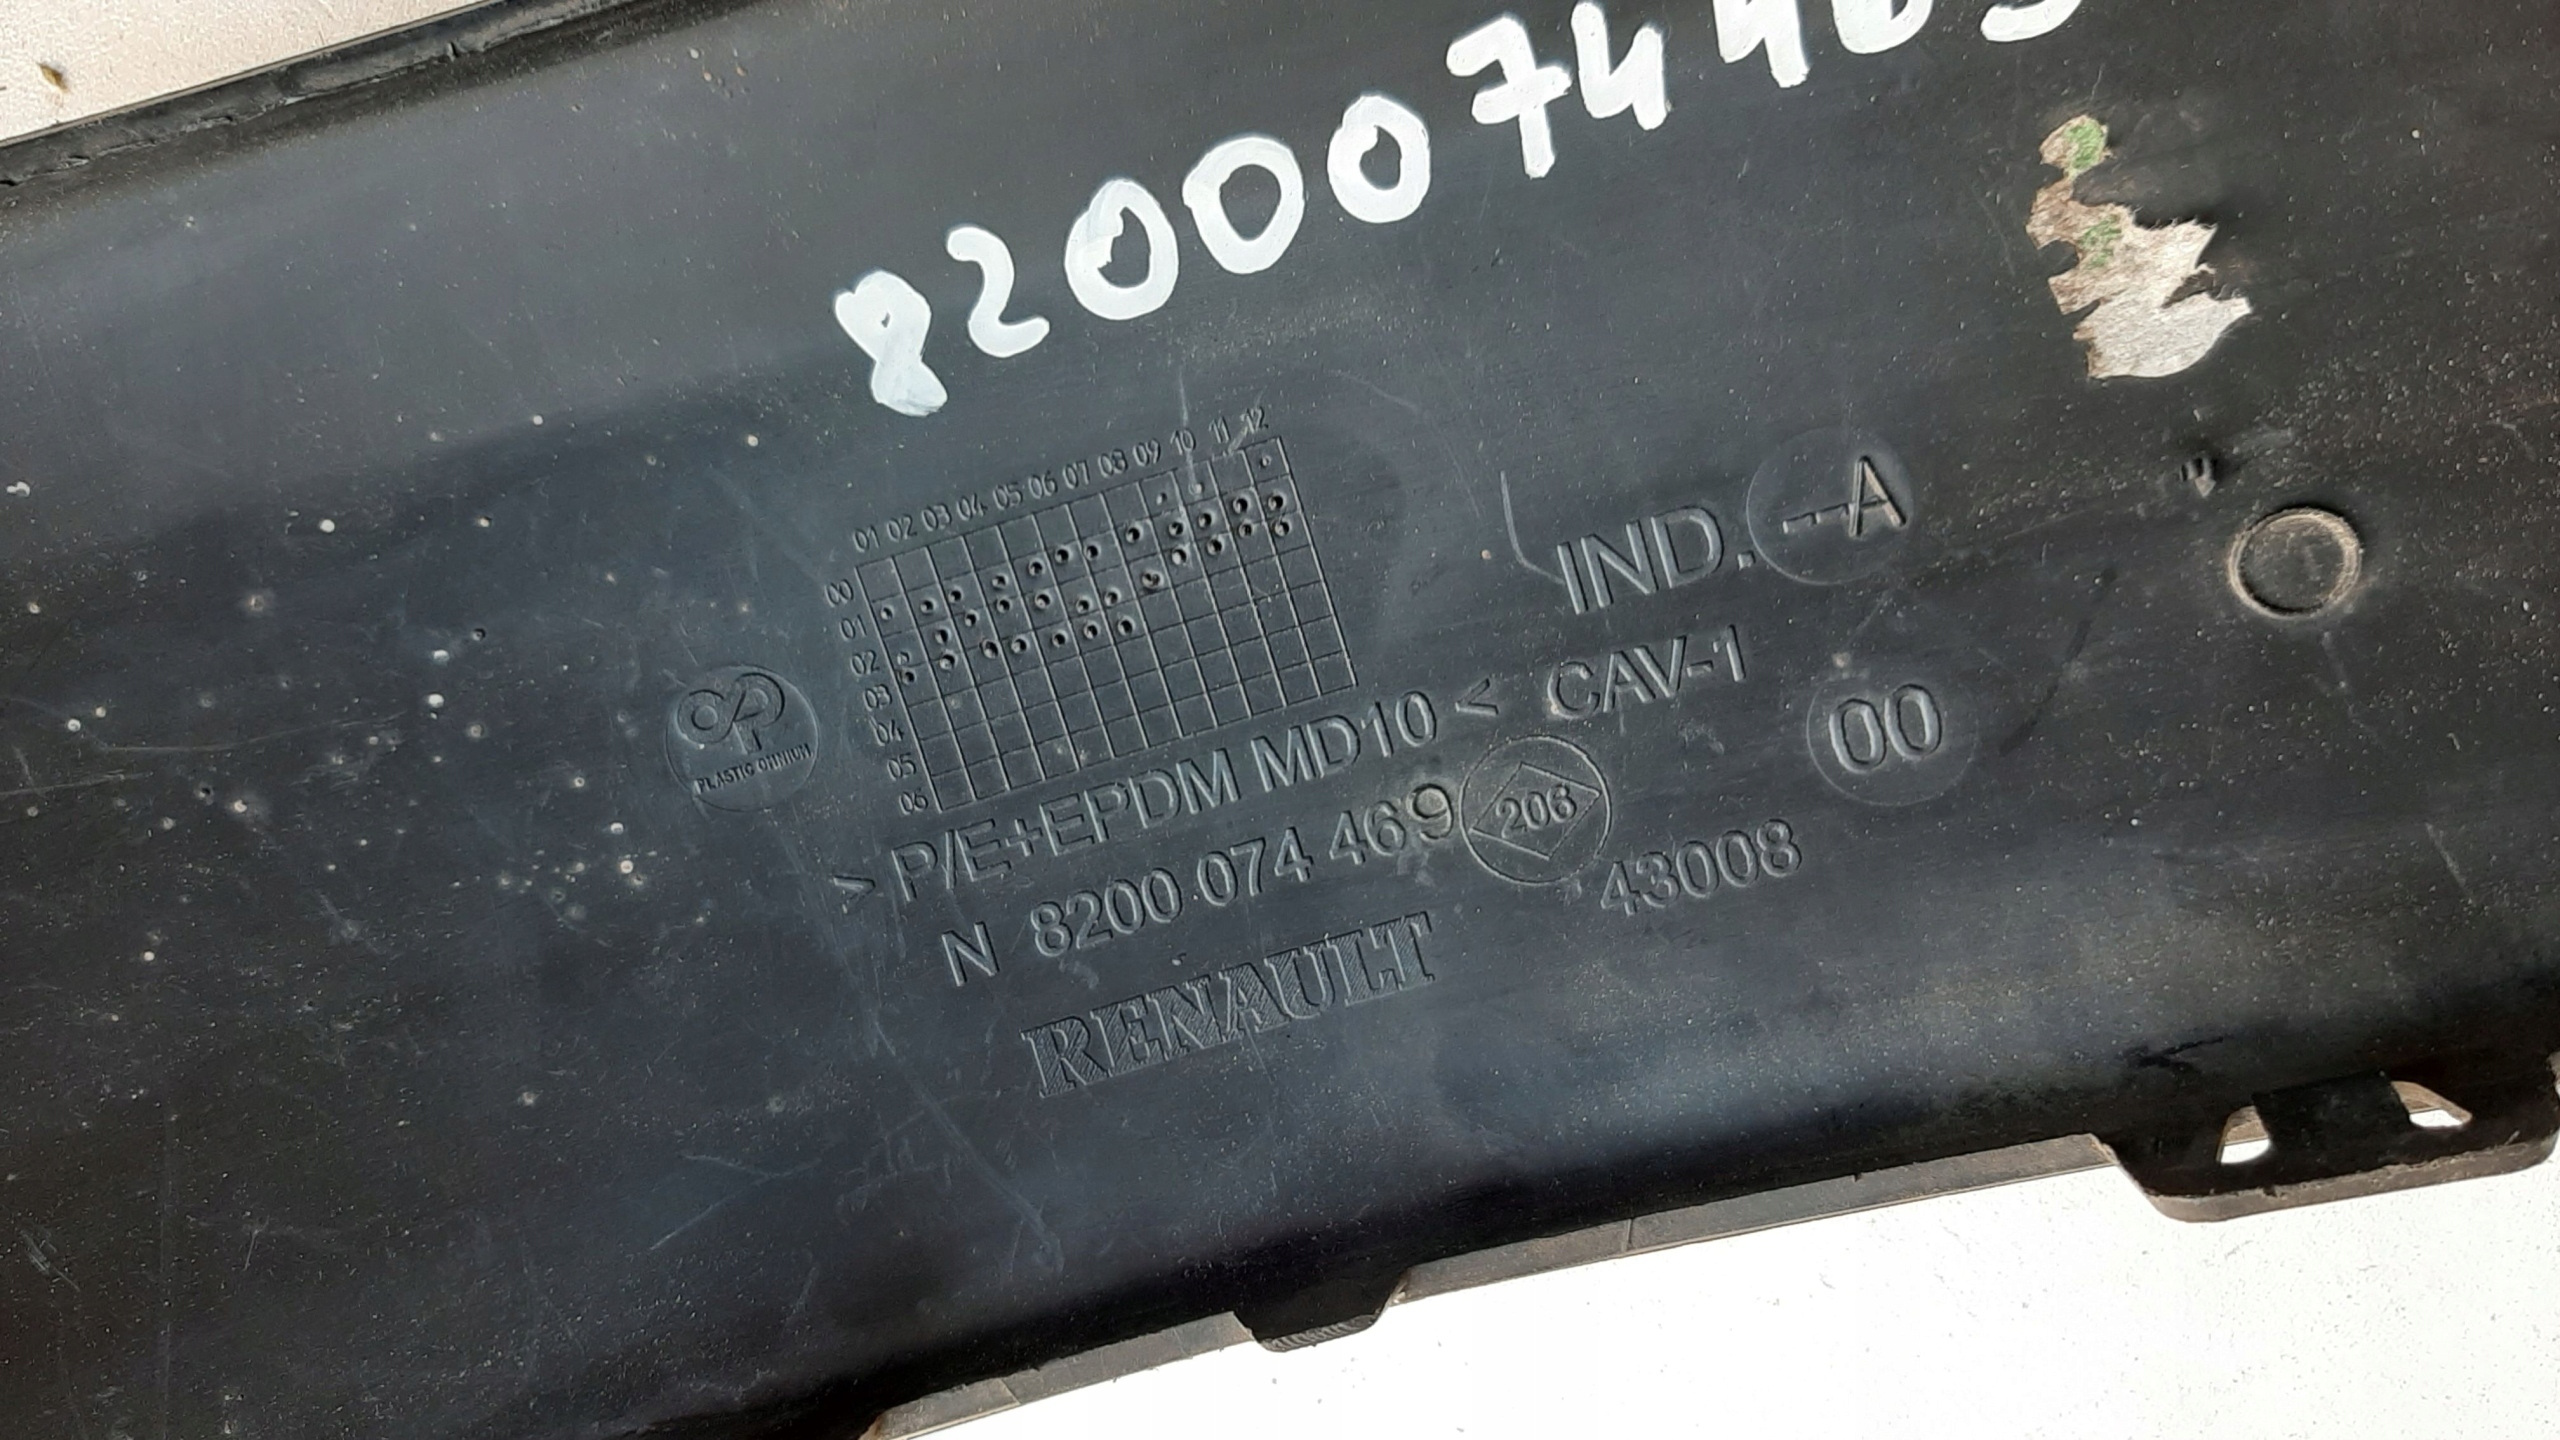 8200074469
01 02 03 04 05 06 07 08 09 10 11 12
00
01
02
03
04
05
06
PLASTIC OMNIUM
IND. --A
> P/E+EPDM MD10 < CAV-1
00
N 8200 074 469 206 43008
RENAULT